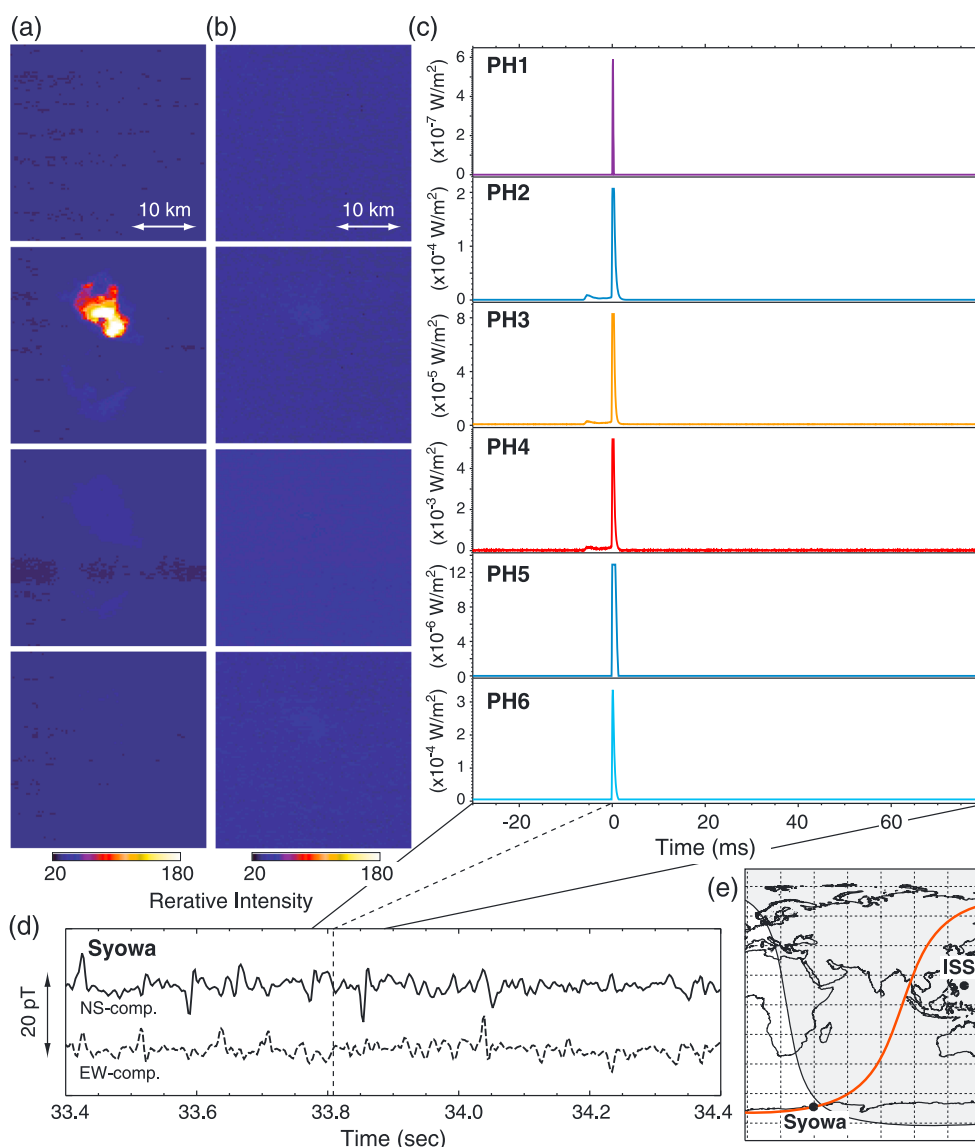 (a)
(b)
(c)
10 km
10 km
PH1
(x10-7 W/m2)
6
4
2
0
PH2
(x10-4 W/m2)
2
1
0
PH3
(x10-5 W/m2)
8
4
0
PH4
(x10-3 W/m2)
4
2
0
PH5
(x10-6 W/m2)
12
8
4
0
PH6
(x10-4 W/m2)
3
2
1
0
-20
0
20
40
60
Time (ms)
20
180
20
180
Rerative Intensity
(d)
Syowa
NS-comp.
EW-comp.
20 pT
33.4
33.6
33.8
34.0
34.2
34.4
Time (sec)
(e)
ISS
Syowa